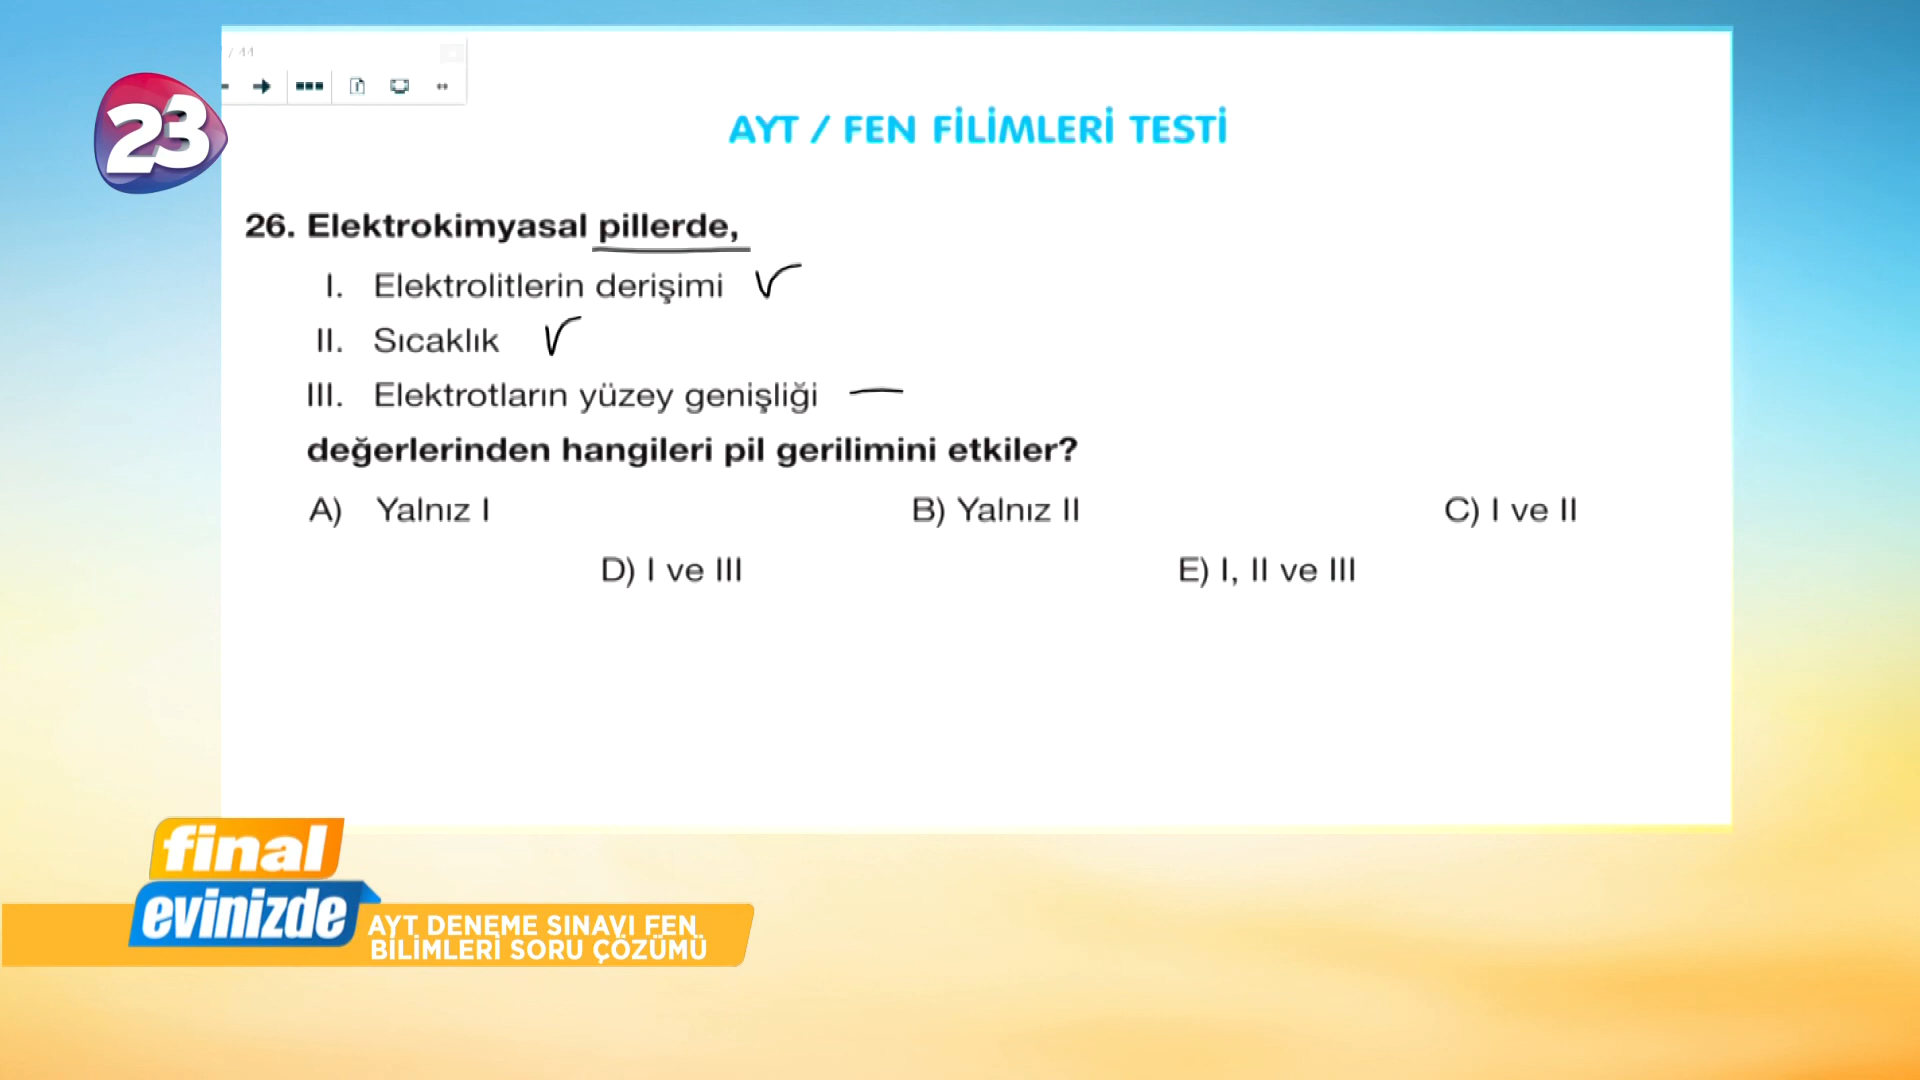 / 44
23
AYT / FEN FİLİMLERİ TESTİ
26. Elektrokimyasal pillerde,
I. Elektrolitlerin derişimi
II. Sıcaklık
III. Elektrotların yüzey genişliği
değerlerinden hangileri pil gerilimini etkiler?
A) Yalnız I B) Yalnız II C) I ve II
D) I ve III E) I, II ve III
final
evinizde
AYT DENEME SINAVI FEN
BİLİMLERİ SORU ÇÖZÜMÜ